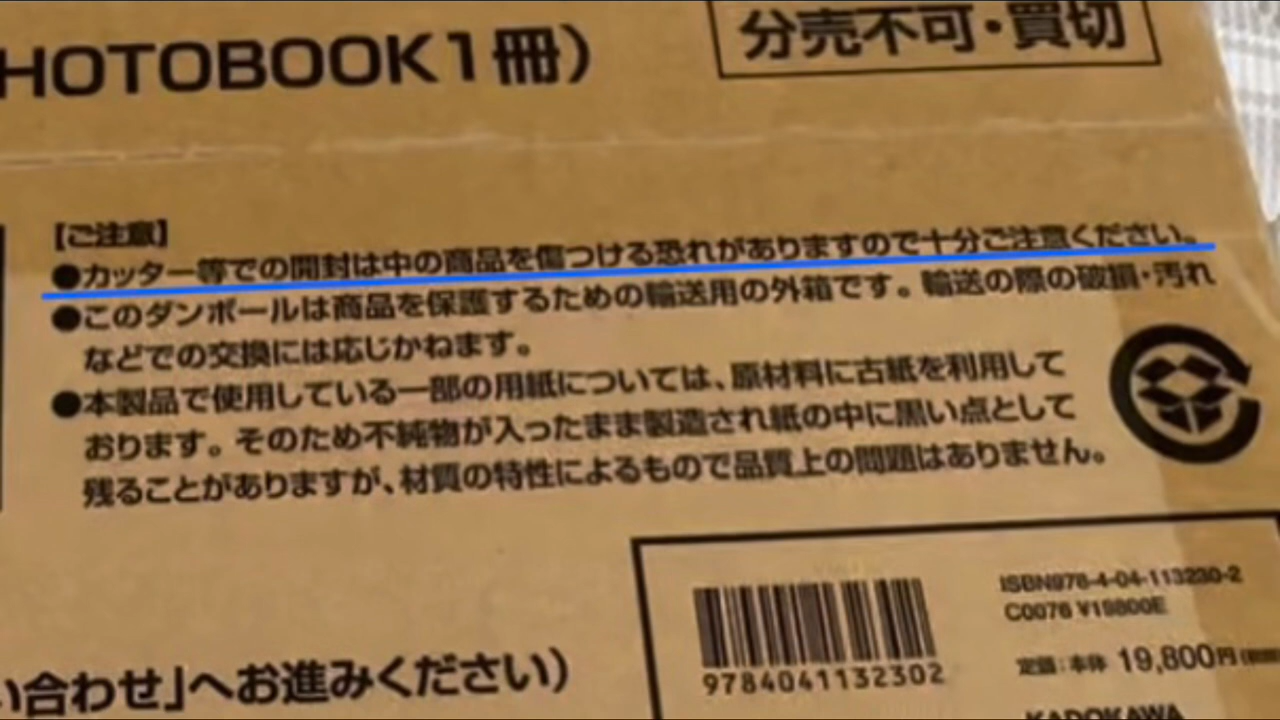 HOTOBOOK1冊)
分売不可・買切
【ご注意】
●カッター等での開封は中の商品を傷つける恐れがありますので十分ご注意ください。
●このダンボールは商品を保護するための輸送用の外箱です。輸送の際の破損・汚れ
などでの交換には応じかねます。
●本製品で使用している一部の用紙については、原材料に古紙を利用して
おります。そのため不純物が入ったまま製造され紙の中に黒い点として
残ることがありますが、材質の特性によるもので品質上の問題はありません。
ISBN978-4-04-113230-2
C0076 ¥19800E
定価:本体 19,800円
9784041132302
KADOKAWA
い合わせ」へお進みください)